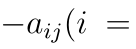 −a_{ij}(i =